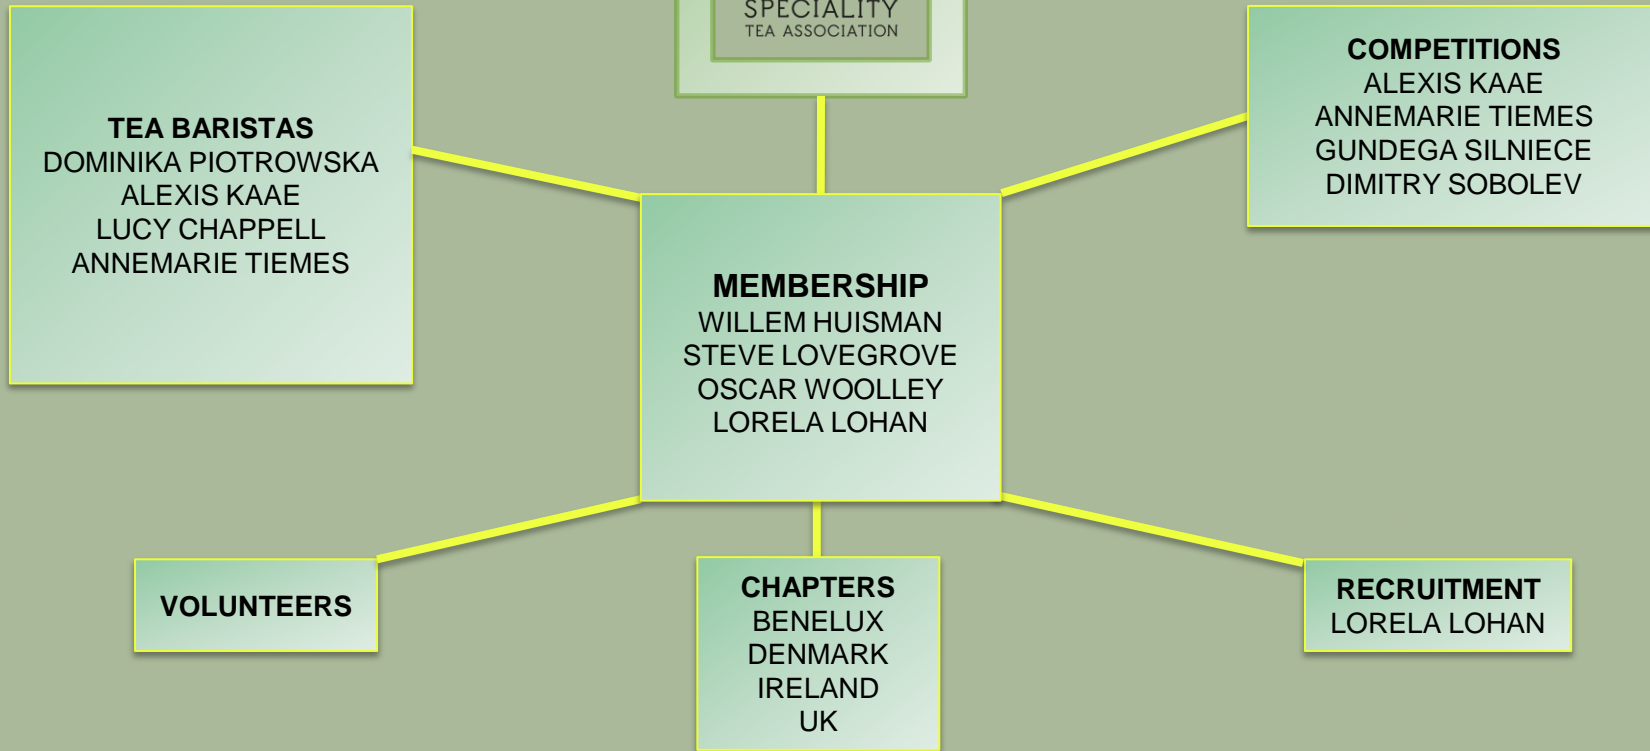 SPECIALITY
TEA ASSOCIATION
TEA BARISTAS
DOMINIKA PIOTROWSKA
ALEXIS KAAE
LUCY CHAPPELL
ANNEMARIE TIEMES
COMPETITIONS
ALEXIS KAAE
ANNEMARIE TIEMES
GUNDEGA SILNIECE
DIMITRY SOBOLEV
MEMBERSHIP
WILLEM HUISMAN
STEVE LOVEGROVE
OSCAR WOOLLEY
LORELA LOHAN
VOLUNTEERS
CHAPTERS
BENELUX
DENMARK
IRELAND
UK
RECRUITMENT
LORELA LOHAN